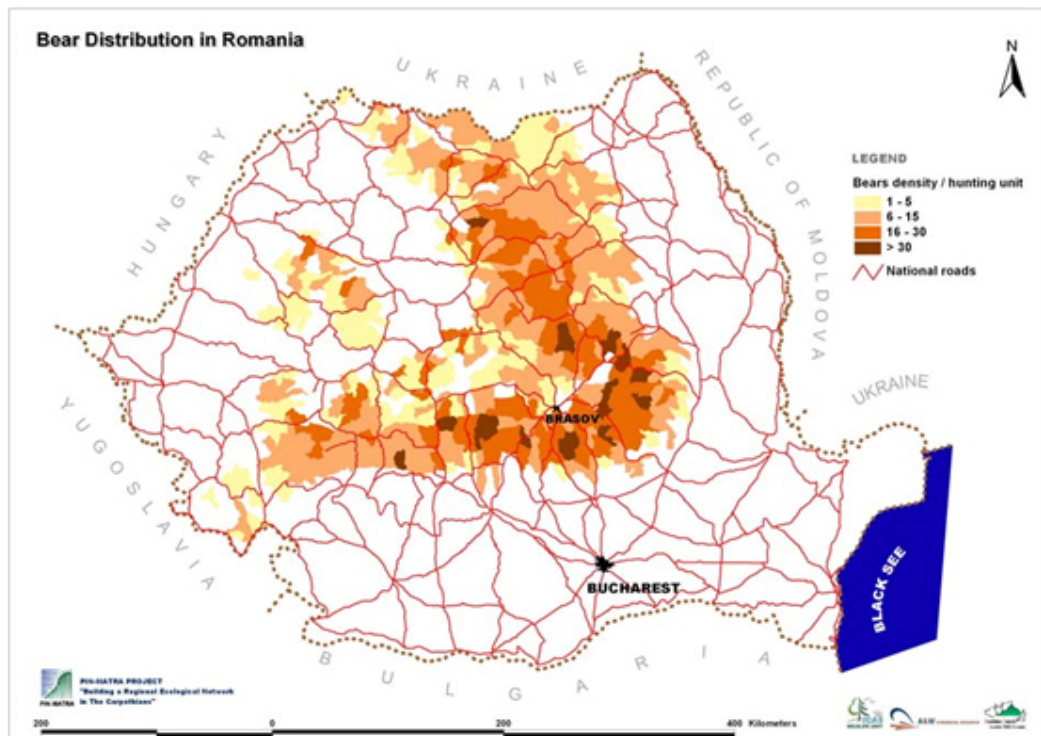 Bear Distribution in Romania
N
UKRAINE
REPUBLIC OF MOLDOVA
HUNGARY
LEGEND
Bears density / hunting unit
1 - 5
6 - 15
16 - 30
> 30
National roads
UKRAINE
YUGOSLAVIA
BRASOV
BLACK SEE
BUCHAREST
BULGARIA
PIN-MATRA
PIN-MATRA PROJECT
"Building a Regional Ecological Network
in The Carpathians"
200 0 200 400 Kilometers